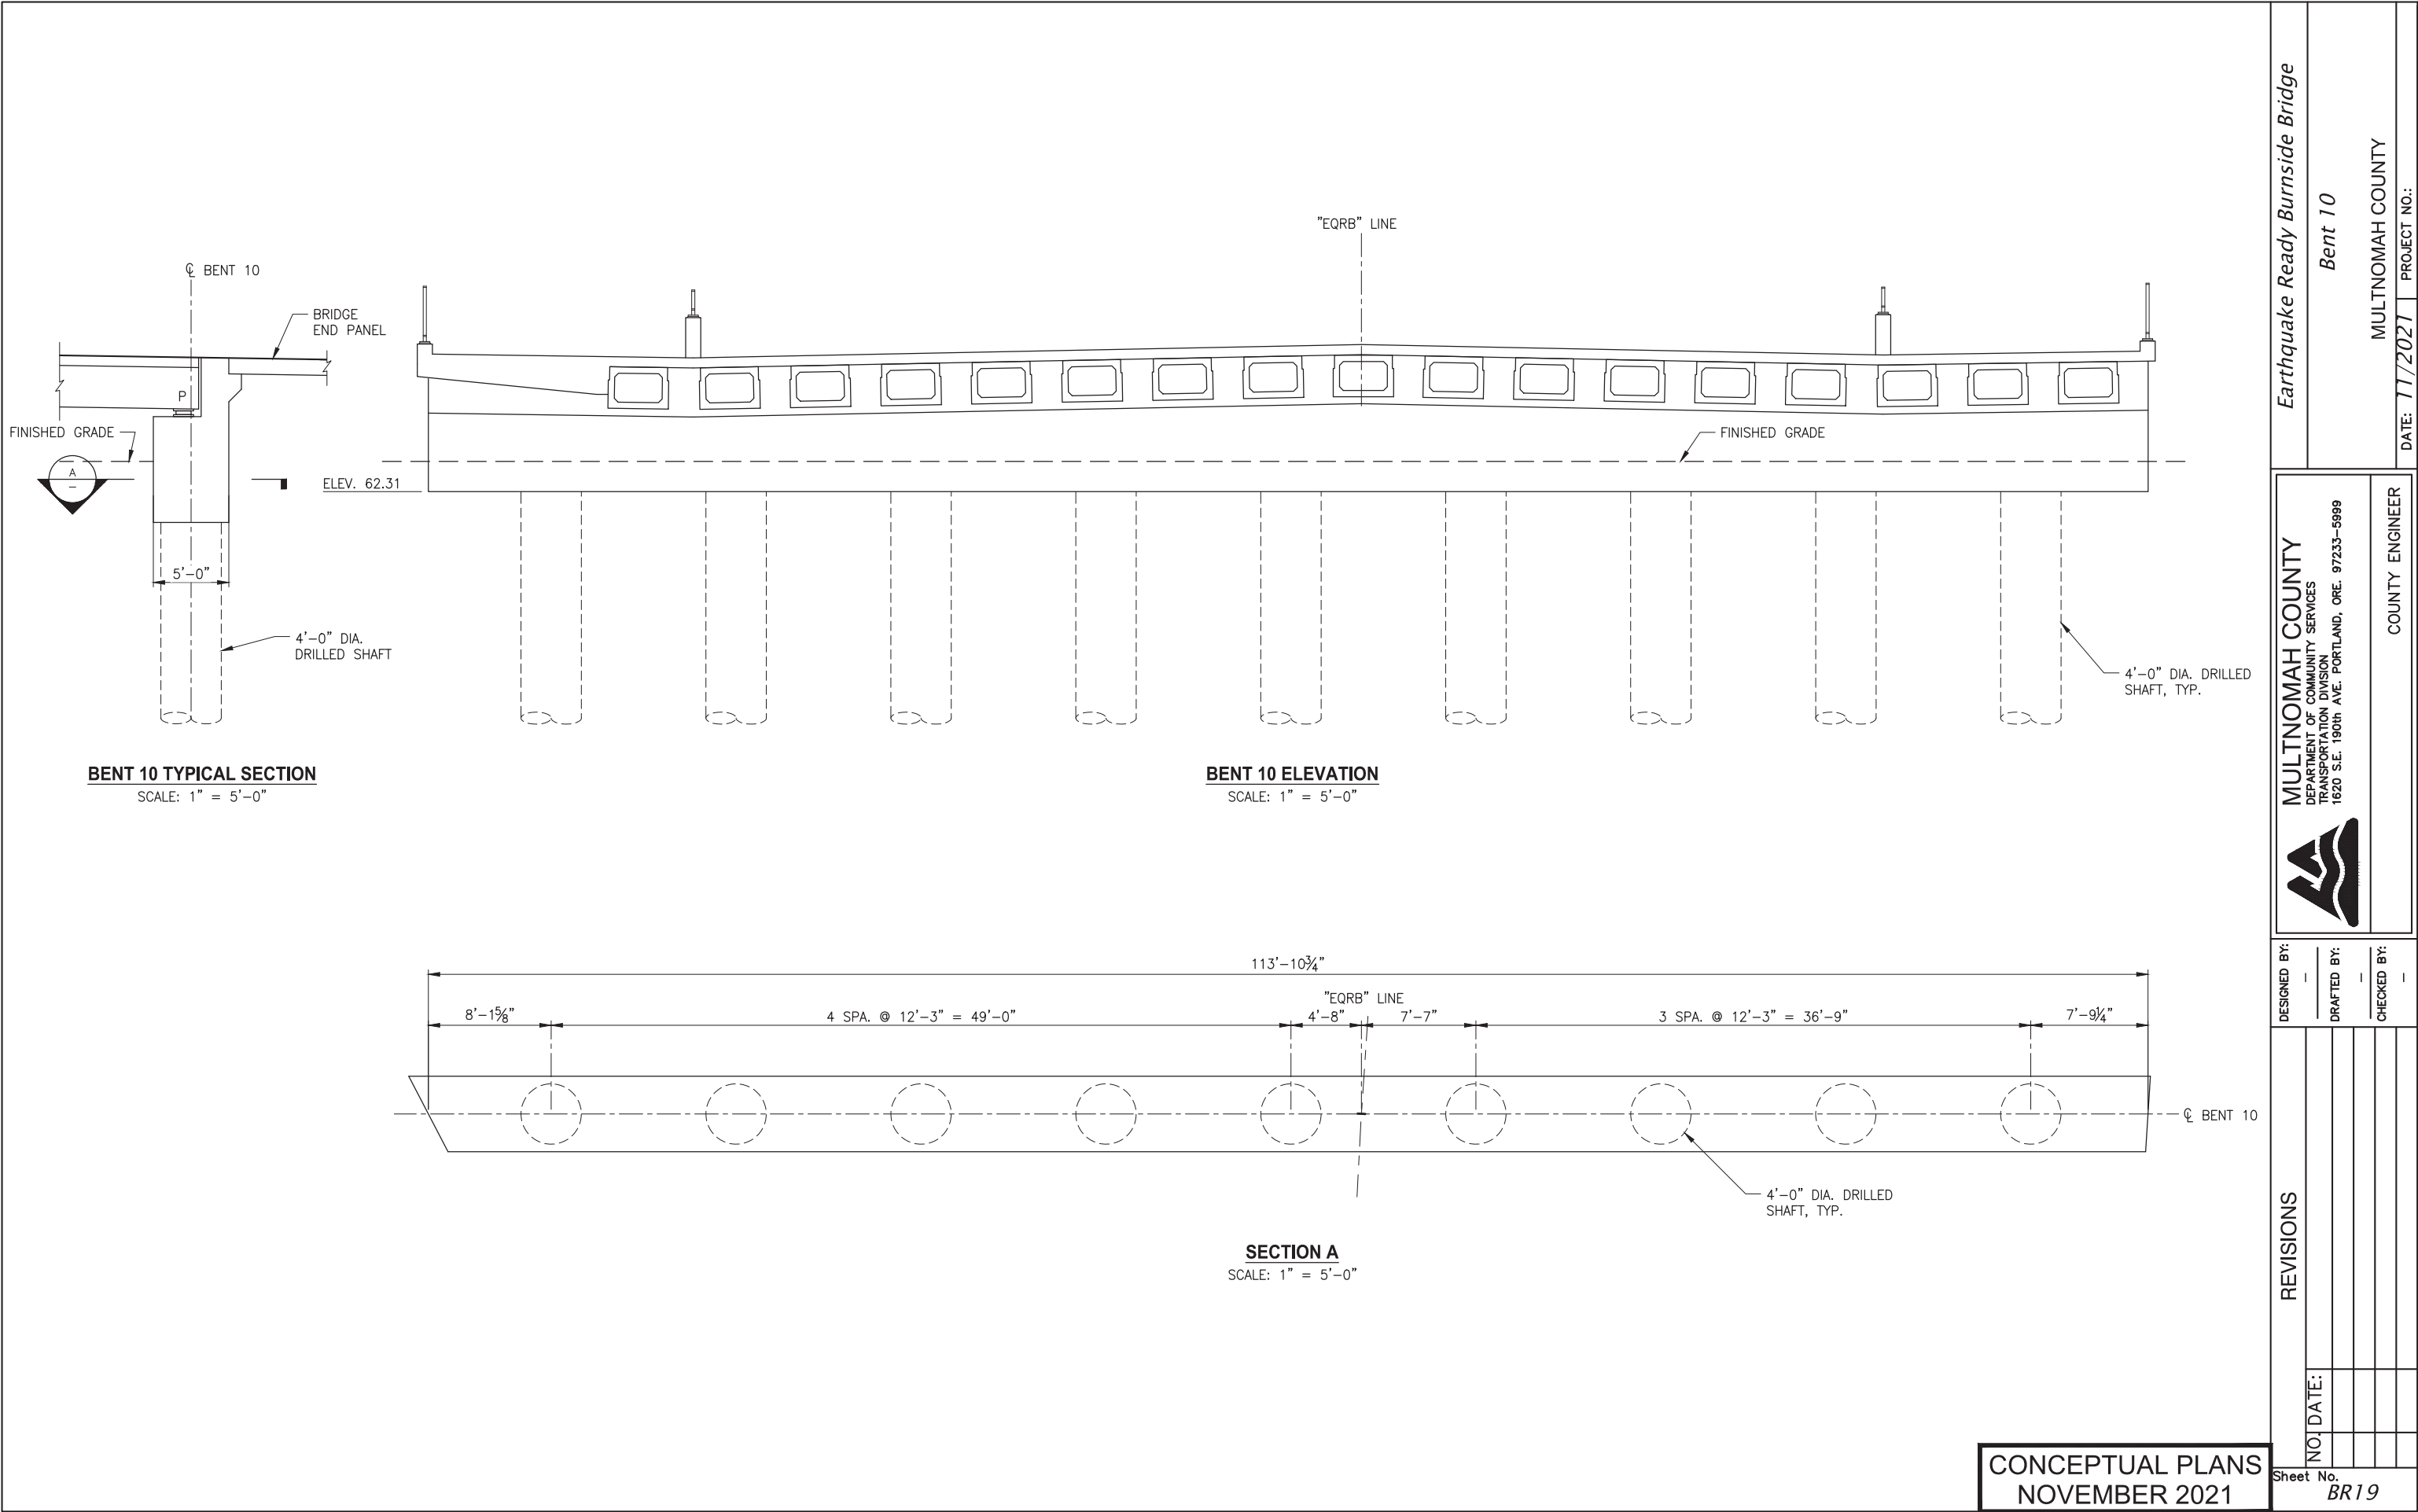 "EQRB" LINE
℄ BENT 10
BRIDGE
END PANEL
P
FINISHED GRADE
A
–
ELEV. 62.31
FINISHED GRADE
5'–0"
4'–0" DIA.
DRILLED SHAFT
4'–0" DIA. DRILLED
SHAFT, TYP.
BENT 10 TYPICAL SECTION
SCALE: 1" = 5'–0"
BENT 10 ELEVATION
SCALE: 1" = 5'–0"
113'–10¾"
"EQRB" LINE
8'–1⅝"
4 SPA. @ 12'–3" = 49'–0"
4'–8"
7'–7"
3 SPA. @ 12'–3" = 36'–9"
7'–9¼"
℄ BENT 10
4'–0" DIA. DRILLED
SHAFT, TYP.
SECTION A
SCALE: 1" = 5'–0"
CONCEPTUAL PLANS
NOVEMBER 2021
Earthquake Ready Burnside Bridge
Bent 10
MULTNOMAH COUNTY
DATE: 11/2021
PROJECT NO.:
MULTNOMAH COUNTY
DEPARTMENT OF COMMUNITY SERVICES
TRANSPORTATION DIVISION
1620 S.E. 190th AVE. PORTLAND, ORE. 97233–5999
COUNTY ENGINEER
DESIGNED BY:
–
DRAFTED BY:
–
CHECKED BY:
–
REVISIONS
NO. DATE:
Sheet No.
BR19